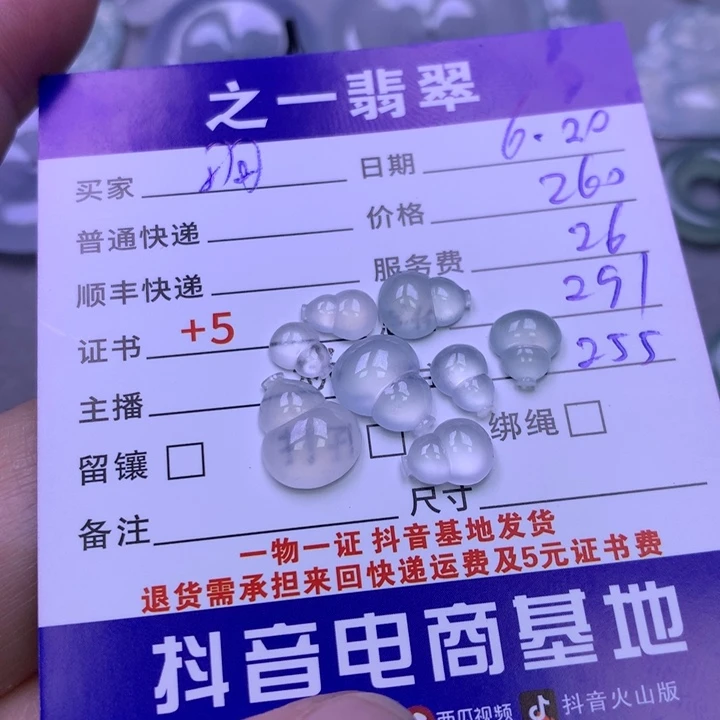 之一翡翠
买家 日期 6.20
普通快递 价格 260
顺丰快递 服务费 26
证书 +5 291
主播 255
留镶 绑绳
备注 尺寸
一物一证 抖音基地发货
退货需承担来回快递运费及5元证书费
抖音电商基地
西瓜视频 抖音火山版